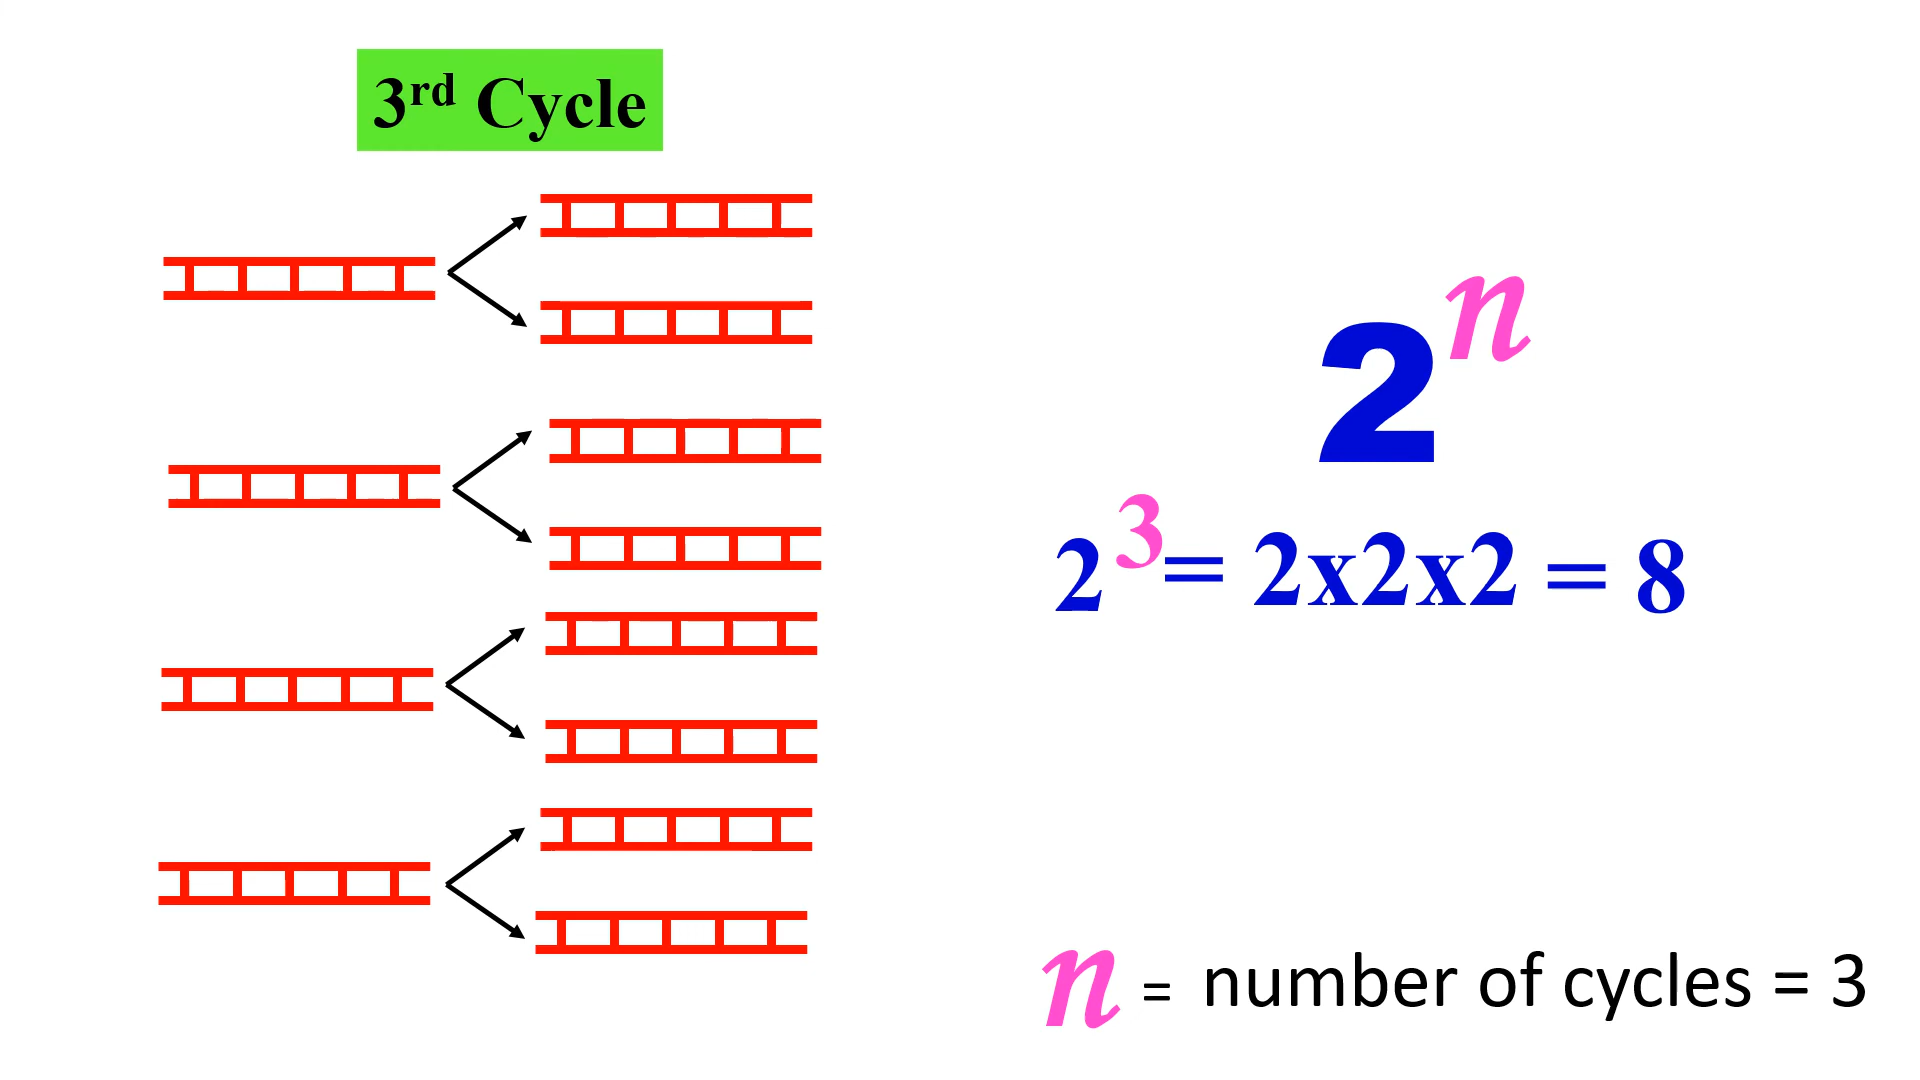 3rd Cycle
2ⁿ
2³ = 2x2x2 = 8
n = number of cycles = 3